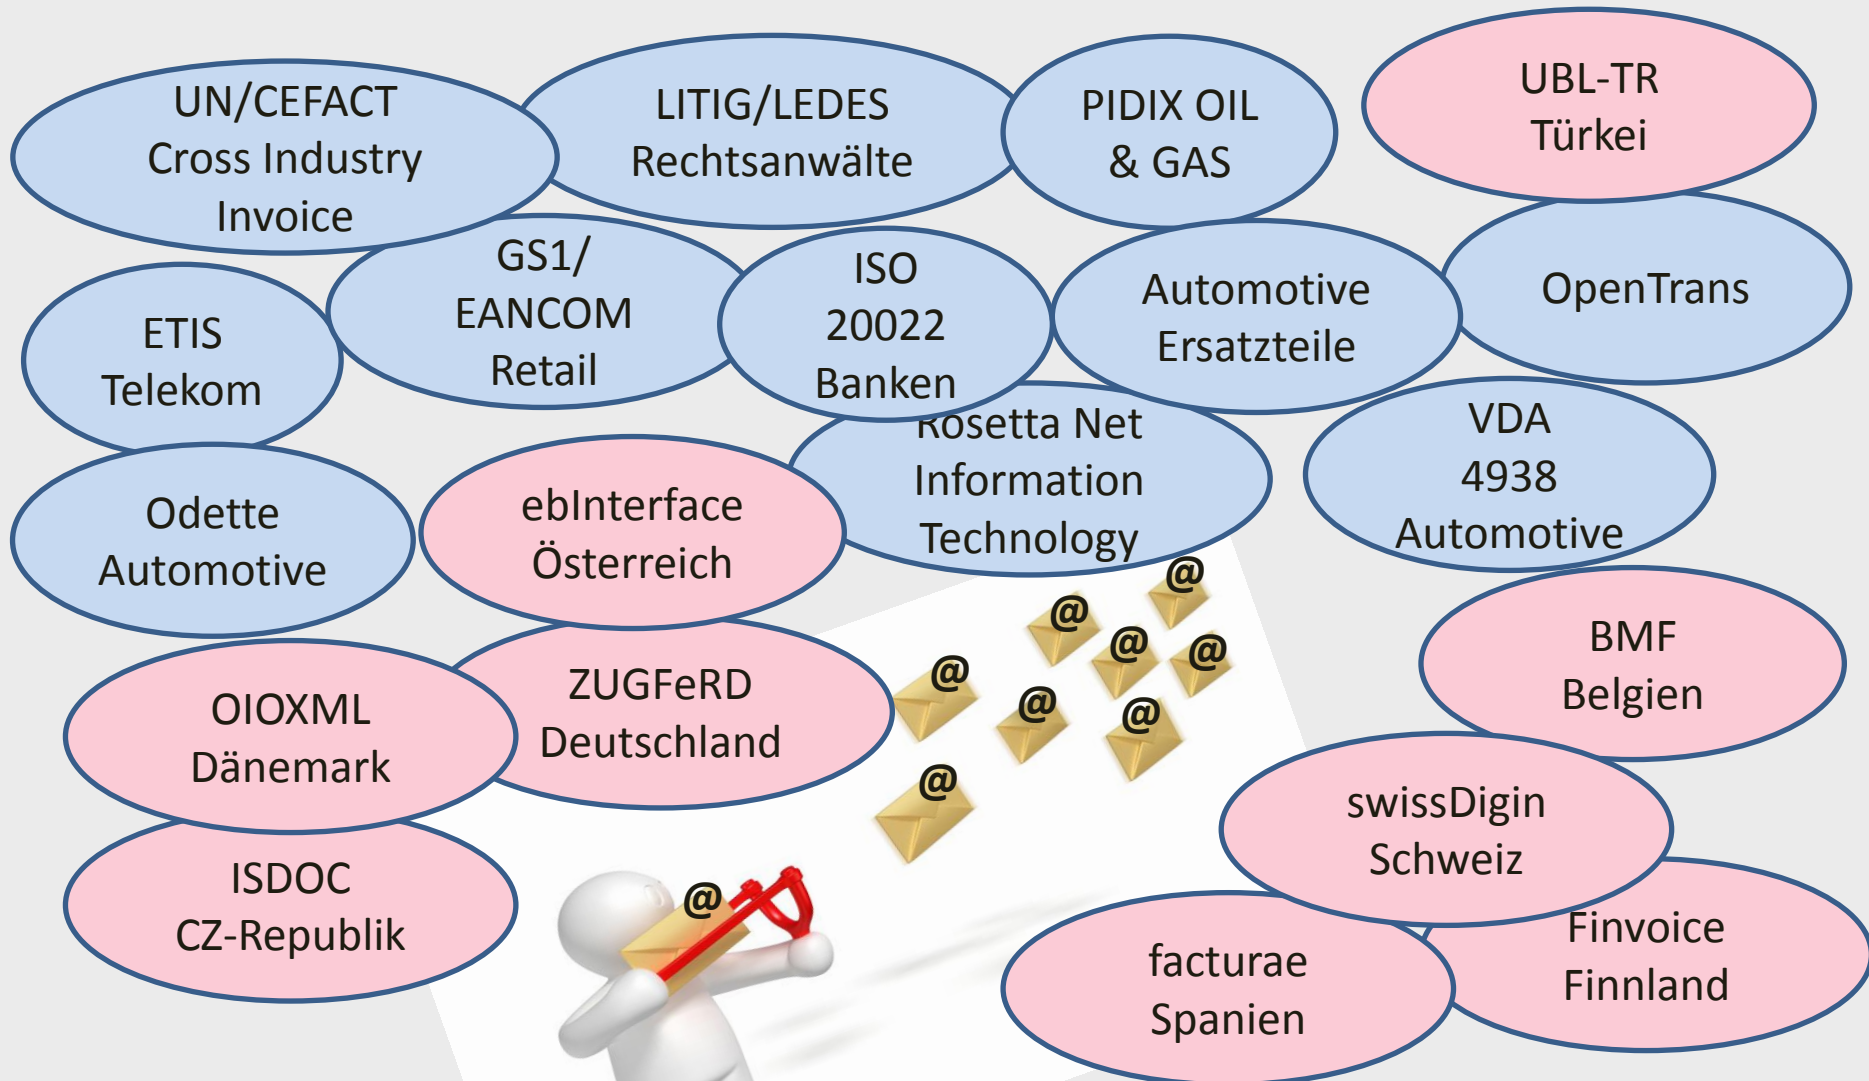 UN/CEFACT
Cross Industry
Invoice
LITIG/LEDES
Rechtsanwälte
PIDIX OIL
& GAS
UBL-TR
Türkei
ETIS
Telekom
GS1/
EANCOM
Retail
ISO
20022
Banken
Automotive
Ersatzteile
OpenTrans
Odette
Automotive
ebInterface
Österreich
Rosetta Net
Information
Technology
VDA
4938
Automotive
OIOXML
Dänemark
ZUGFeRD
Deutschland
BMF
Belgien
ISDOC
CZ-Republik
swissDigin
Schweiz
facturae
Spanien
Finvoice
Finnland
@
@
@
@
@
@
@
@
@